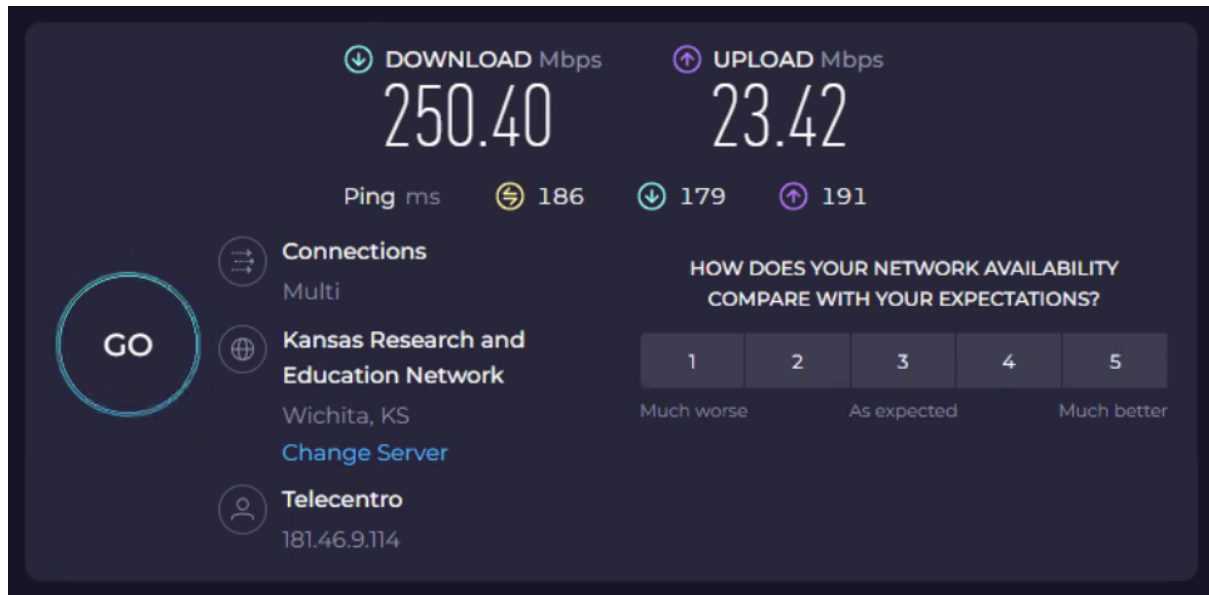 DOWNLOAD Mbps
250.40
UPLOAD Mbps
23.42
Ping ms 186 179 191
GO
Connections
Multi
Kansas Research and
Education Network
Wichita, KS
Change Server
Telecentro
181.46.9.114
HOW DOES YOUR NETWORK AVAILABILITY
COMPARE WITH YOUR EXPECTATIONS?
1 2 3 4 5
Much worse As expected Much better